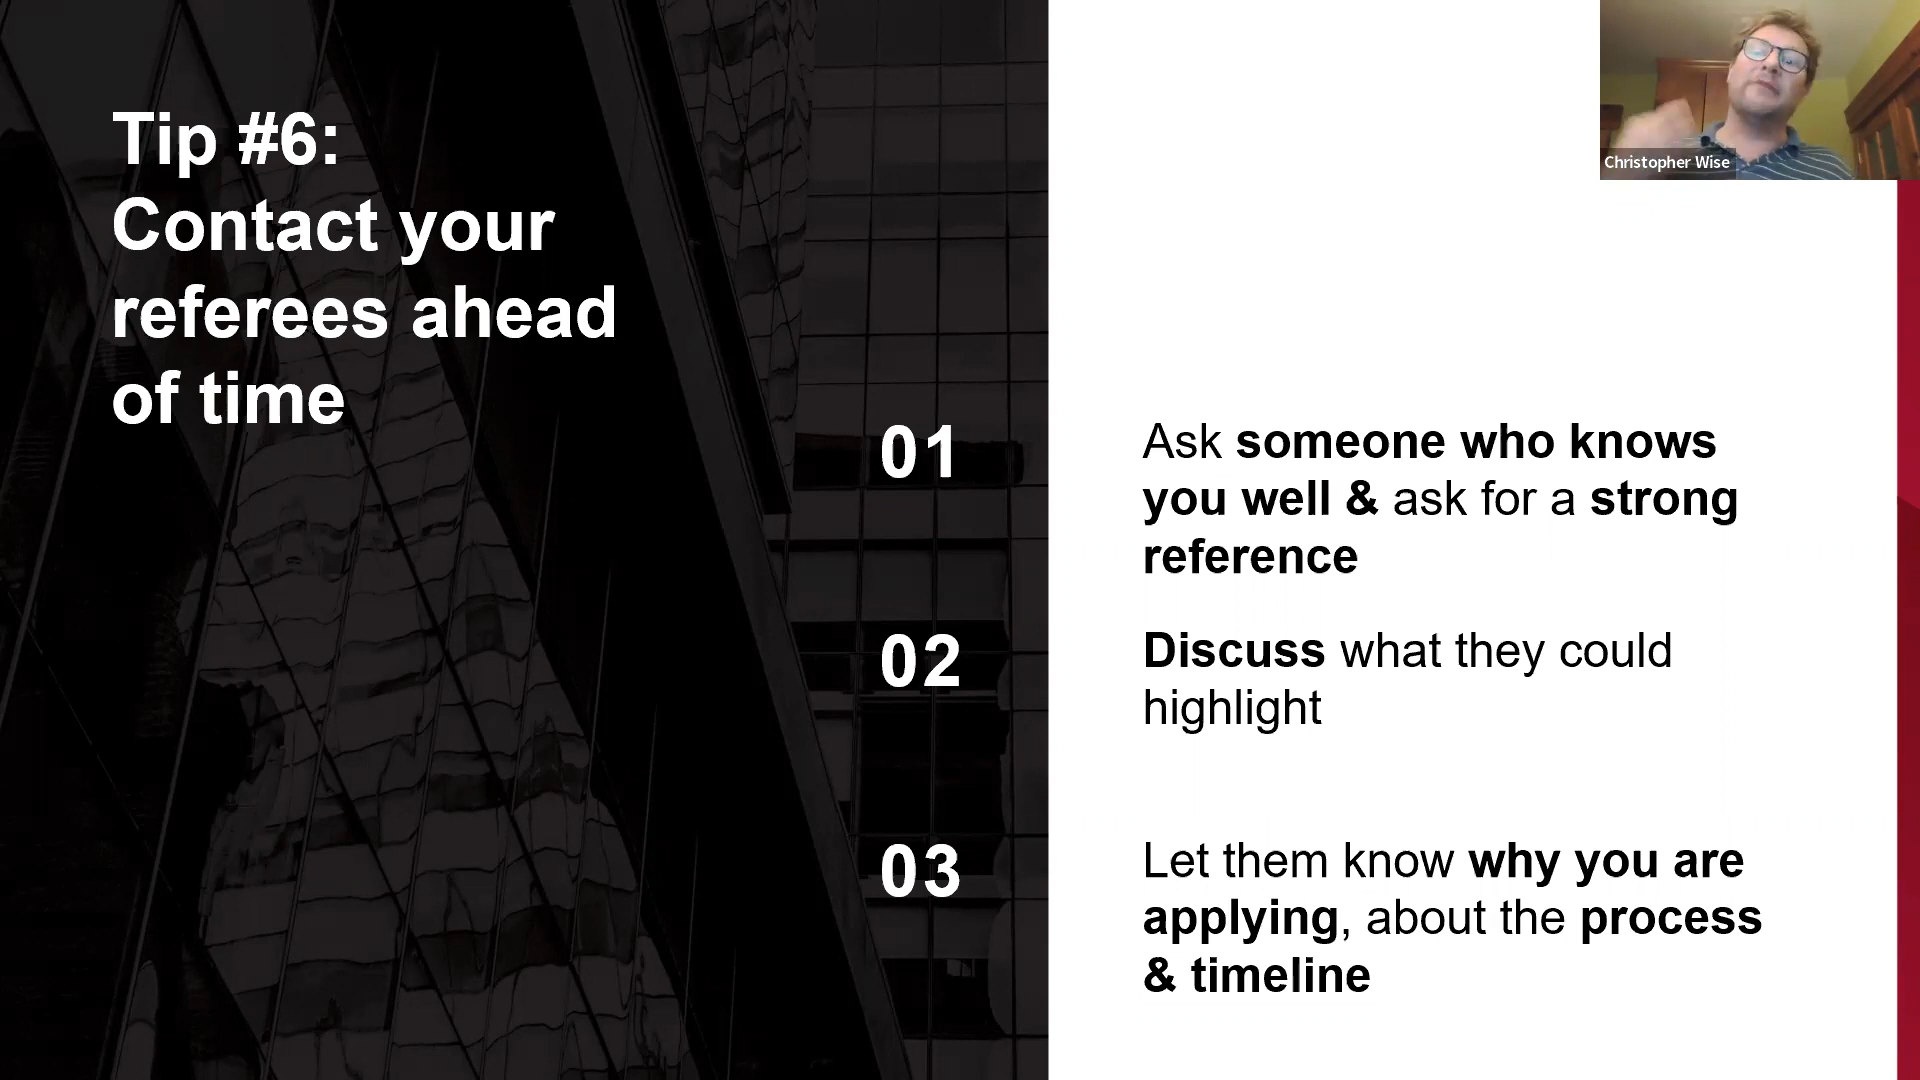 Tip #6:
Contact your
referees ahead
of time
Christopher Wise
01
Ask someone who knows
you well & ask for a strong
reference
02
Discuss what they could
highlight
03
Let them know why you are
applying, about the process
& timeline